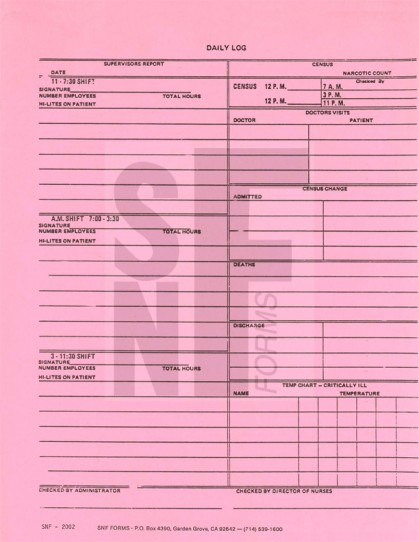 DAILY LOG
SUPERVISORS REPORT
DATE
11 - 7:30 SHIFT
SIGNATURE
NUMBER EMPLOYEES TOTAL HOURS
HI-LITES ON PATIENT
A.M. SHIFT 7:00 - 3:30
SIGNATURE
NUMBER EMPLOYEES TOTAL HOURS
HI-LITES ON PATIENT
3 - 11:30 SHIFT
SIGNATURE
NUMBER EMPLOYEES TOTAL HOURS
HI-LITES ON PATIENT
CHECKED BY ADMINISTRATOR
CENSUS
NARCOTIC COUNT
Checked By
CENSUS 12 P. M. 7 A. M.
3 P. M.
12 P. M. 11 P. M.
DOCTORS VISITS
DOCTOR PATIENT
CENSUS CHANGE
ADMITTED
DEATHS
DISCHARGE
TEMP CHART — CRITICALLY ILL
NAME TEMPERATURE
CHECKED BY DIRECTOR OF NURSES
SNF
FORMS
SNF - 2002 SNF FORMS - P.O. Box 4390, Garden Grove, CA 92842 — (714) 539-1600